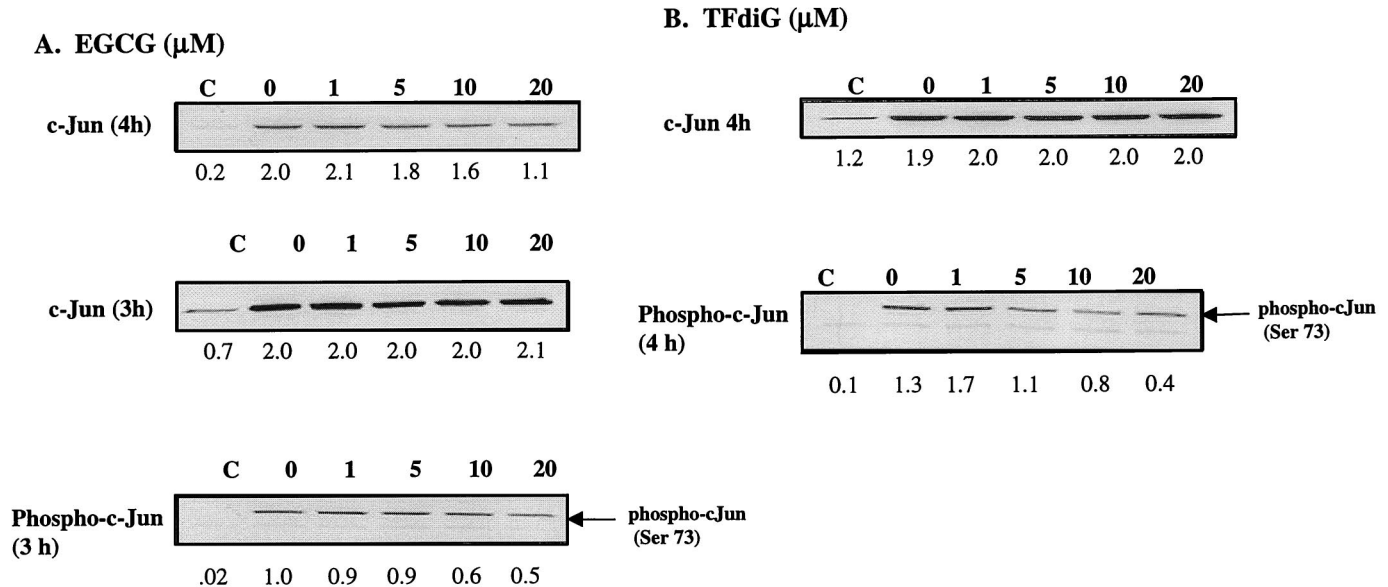 A. EGCG (μM)
C 0 1 5 10 20
c-Jun (4h)
0.2 2.0 2.1 1.8 1.6 1.1
C 0 1 5 10 20
c-Jun (3h)
0.7 2.0 2.0 2.0 2.0 2.1
C 0 1 5 10 20
Phospho-c-Jun
(3 h)
phospho-cJun
(Ser 73)
.02 1.0 0.9 0.9 0.6 0.5
B. TFdiG (μM)
C 0 1 5 10 20
c-Jun 4h
1.2 1.9 2.0 2.0 2.0 2.0
C 0 1 5 10 20
Phospho-c-Jun
(4 h)
phospho-cJun
(Ser 73)
0.1 1.3 1.7 1.1 0.8 0.4